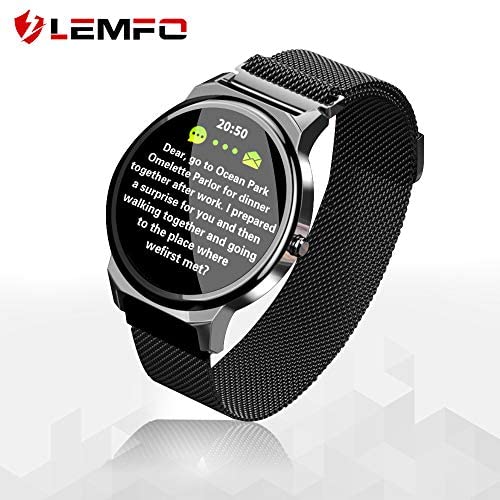 LEMFO
20:50
Dear, go to Ocean Park
Omelette Parlor for dinner
together after work. I prepared
a surprise for you and then
walking together and going
to the place where
wefirst met?